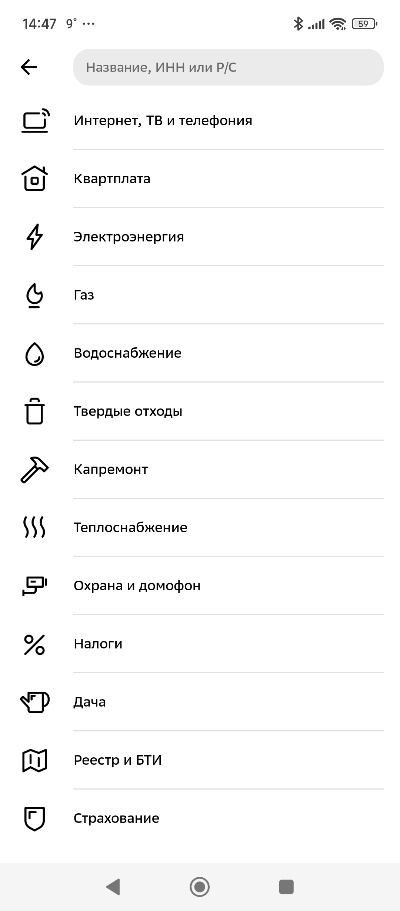 14:47 9° ... 59
Название, ИНН или Р/С
Интернет, ТВ и телефония
Квартплата
Электроэнергия
Газ
Водоснабжение
Твердые отходы
Капремонт
Теплоснабжение
Охрана и домофон
Налоги
Дача
Реестр и БТИ
Страхование